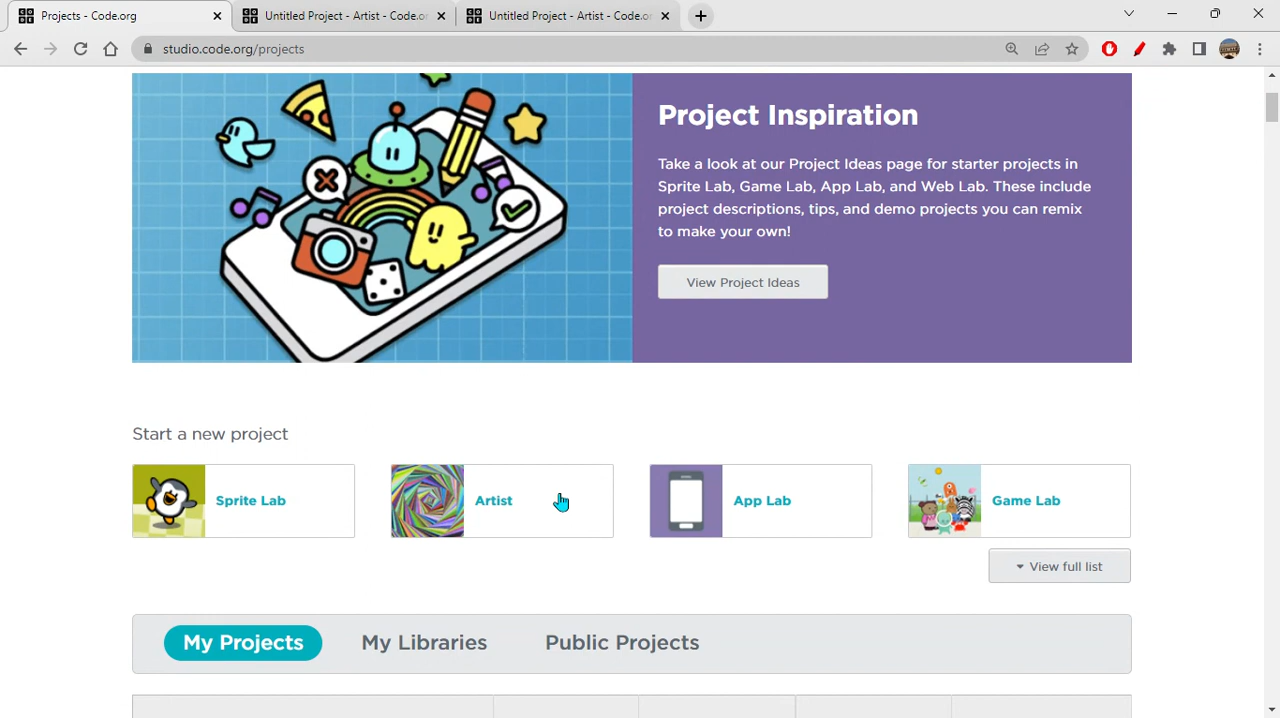 Projects - Code.org
Untitled Project - Artist - Code.or
Untitled Project - Artist - Code.or
studio.code.org/projects
Project Inspiration
Take a look at our Project Ideas page for starter projects in
Sprite Lab, Game Lab, App Lab, and Web Lab. These include
project descriptions, tips, and demo projects you can remix
to make your own!
View Project Ideas
Start a new project
Sprite Lab
Artist
App Lab
Game Lab
View full list
My Projects
My Libraries
Public Projects